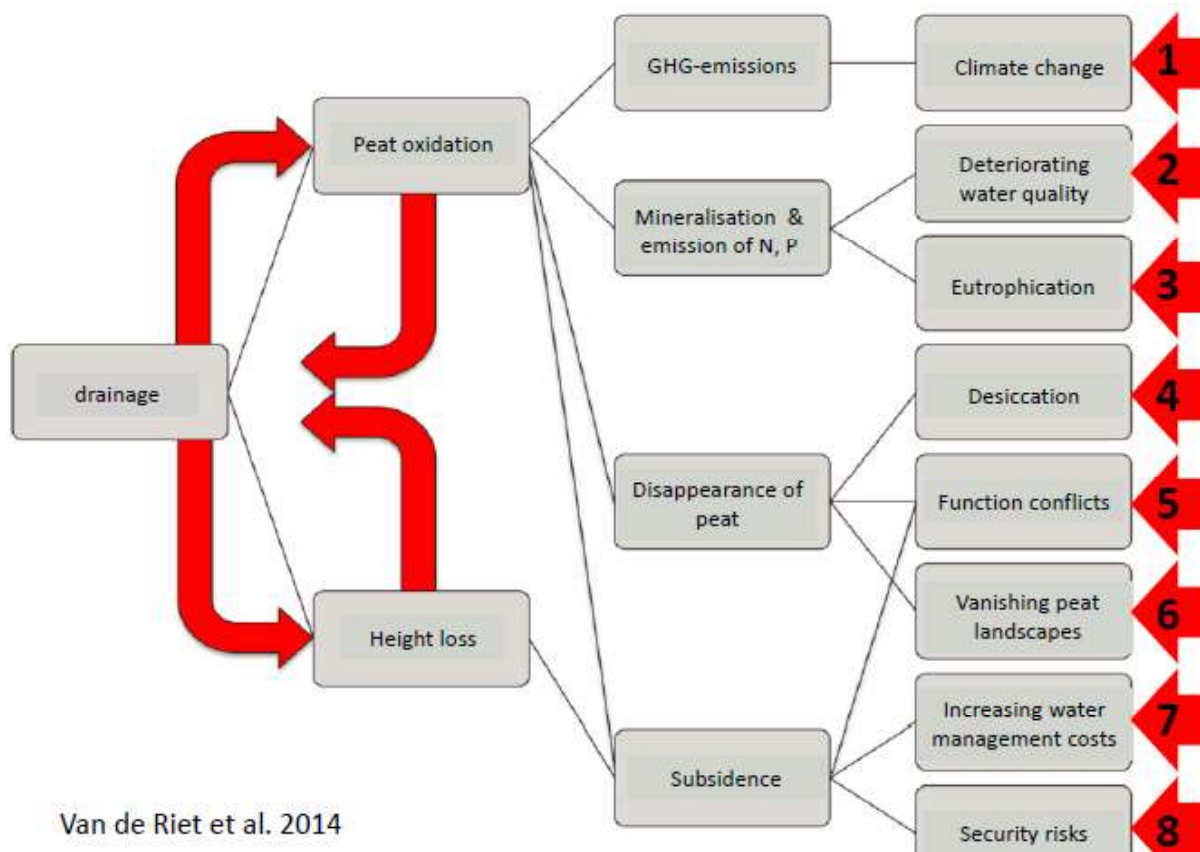 GHG-emissions
Climate change
1
Peat oxidation
Deteriorating
water quality
2
Mineralisation &
emission of N, P
Eutrophication
3
drainage
Desiccation
4
Disappearance of
peat
Function conflicts
5
Vanishing peat
landscapes
6
Height loss
Increasing water
management costs
7
Subsidence
Security risks
8
Van de Riet et al. 2014